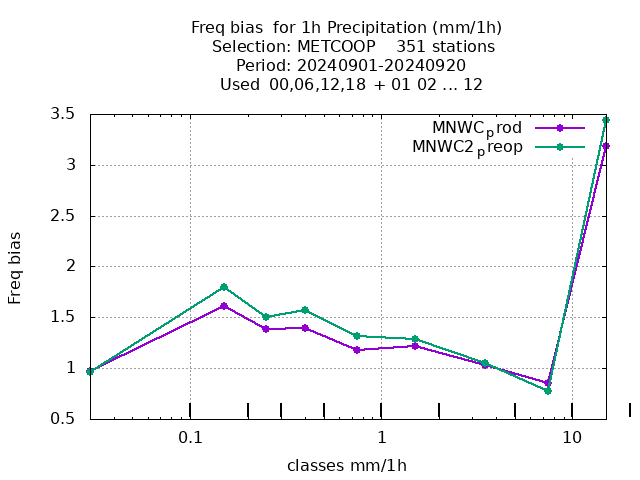 Freq bias  for 1h Precipitation (mm/1h)
Selection: METCOOP    351 stations
Period: 20240901-20240920
Used  00,06,12,18  + 01 02 ... 12
MNWCprod
MNWC2preop
3.5
3
2.5
2
1.5
1
0.5
Freq bias
0.1
1
10
classes mm/1h